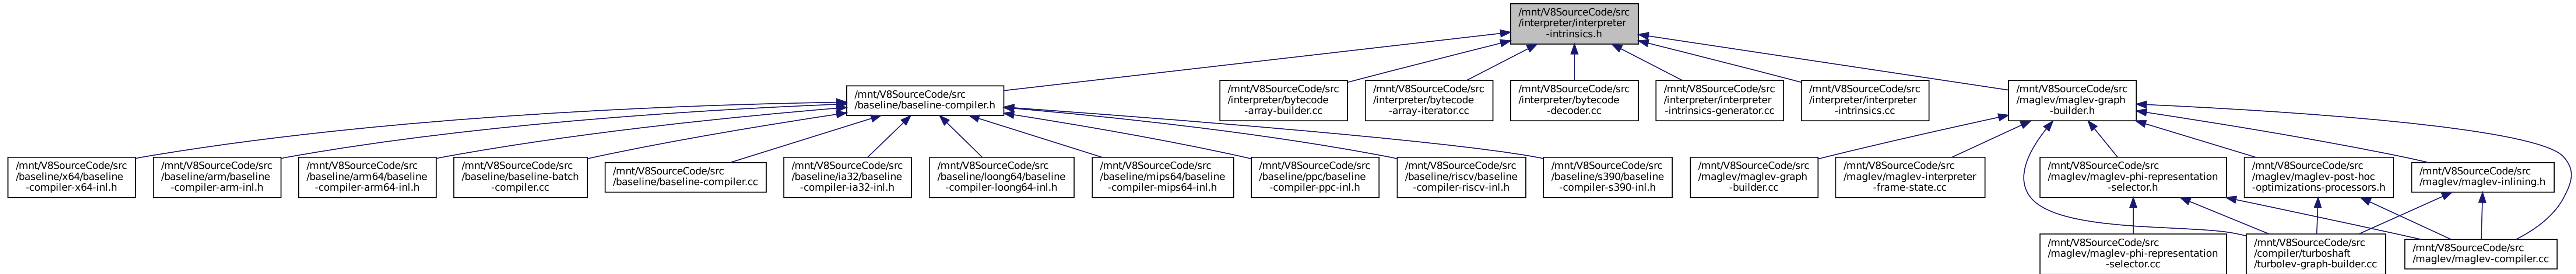 /mnt/V8SourceCode/src
/interpreter/interpreter
-intrinsics.h
/mnt/V8SourceCode/src
/baseline/baseline-compiler.h
/mnt/V8SourceCode/src
/interpreter/bytecode
-array-builder.cc
/mnt/V8SourceCode/src
/interpreter/bytecode
-array-iterator.cc
/mnt/V8SourceCode/src
/interpreter/bytecode
-decoder.cc
/mnt/V8SourceCode/src
/interpreter/interpreter
-intrinsics-generator.cc
/mnt/V8SourceCode/src
/interpreter/interpreter
-intrinsics.cc
/mnt/V8SourceCode/src
/maglev/maglev-graph
-builder.h
/mnt/V8SourceCode/src
/baseline/x64/baseline
-compiler-x64-inl.h
/mnt/V8SourceCode/src
/baseline/arm/baseline
-compiler-arm-inl.h
/mnt/V8SourceCode/src
/baseline/arm64/baseline
-compiler-arm64-inl.h
/mnt/V8SourceCode/src
/baseline/baseline-batch
-compiler.cc
/mnt/V8SourceCode/src
/baseline/baseline-compiler.cc
/mnt/V8SourceCode/src
/baseline/ia32/baseline
-compiler-ia32-inl.h
/mnt/V8SourceCode/src
/baseline/loong64/baseline
-compiler-loong64-inl.h
/mnt/V8SourceCode/src
/baseline/mips64/baseline
-compiler-mips64-inl.h
/mnt/V8SourceCode/src
/baseline/ppc/baseline
-compiler-ppc-inl.h
/mnt/V8SourceCode/src
/baseline/riscv/baseline
-compiler-riscv-inl.h
/mnt/V8SourceCode/src
/baseline/s390/baseline
-compiler-s390-inl.h
/mnt/V8SourceCode/src
/maglev/maglev-graph
-builder.cc
/mnt/V8SourceCode/src
/maglev/maglev-interpreter
-frame-state.cc
/mnt/V8SourceCode/src
/maglev/maglev-phi-representation
-selector.h
/mnt/V8SourceCode/src
/maglev/maglev-post-hoc
-optimizations-processors.h
/mnt/V8SourceCode/src
/maglev/maglev-inlining.h
/mnt/V8SourceCode/src
/maglev/maglev-phi-representation
-selector.cc
/mnt/V8SourceCode/src
/compiler/turboshaft
/turbolev-graph-builder.cc
/mnt/V8SourceCode/src
/maglev/maglev-compiler.cc